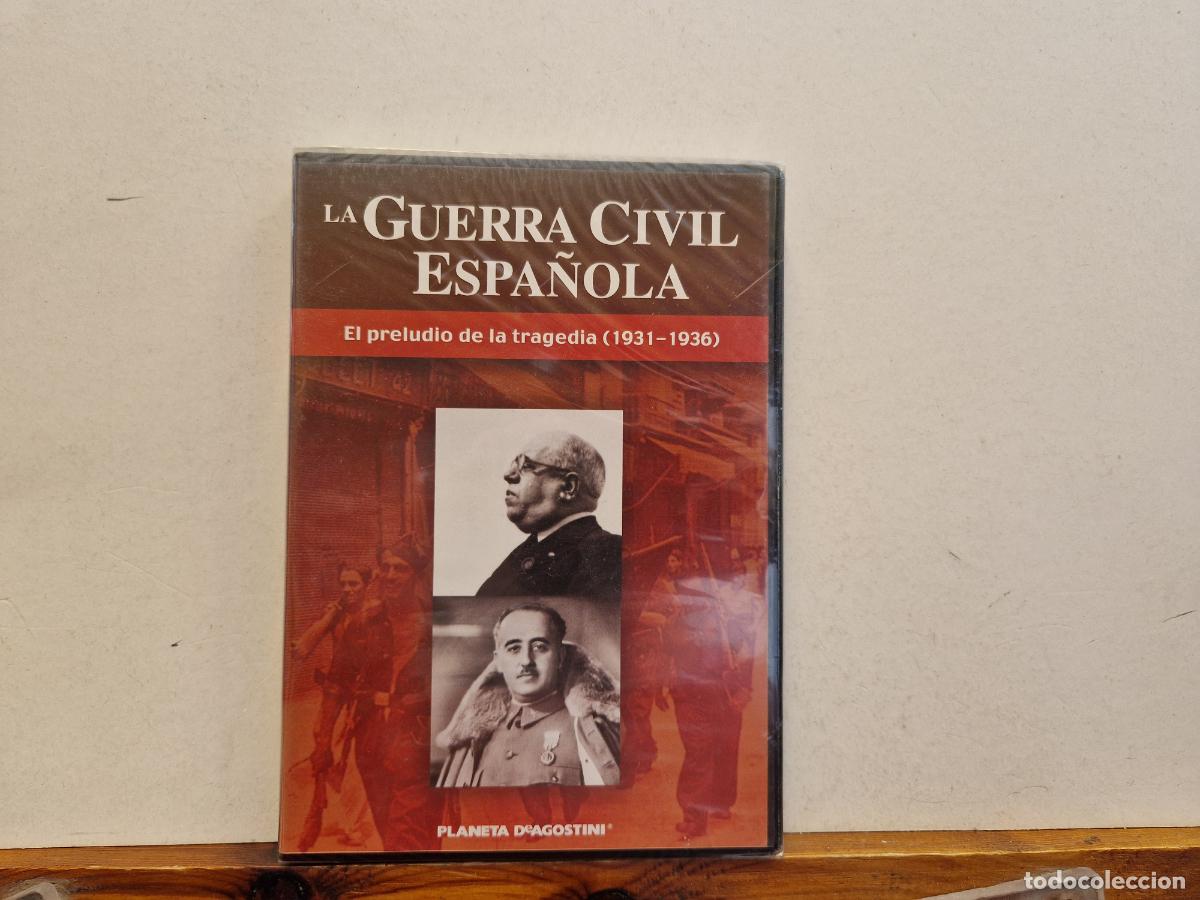 LA GUERRA CIVIL
ESPAÑOLA
El preludio de la tragedia (1931-1936)
PLANETA DeAGOSTINI
todocoleccion